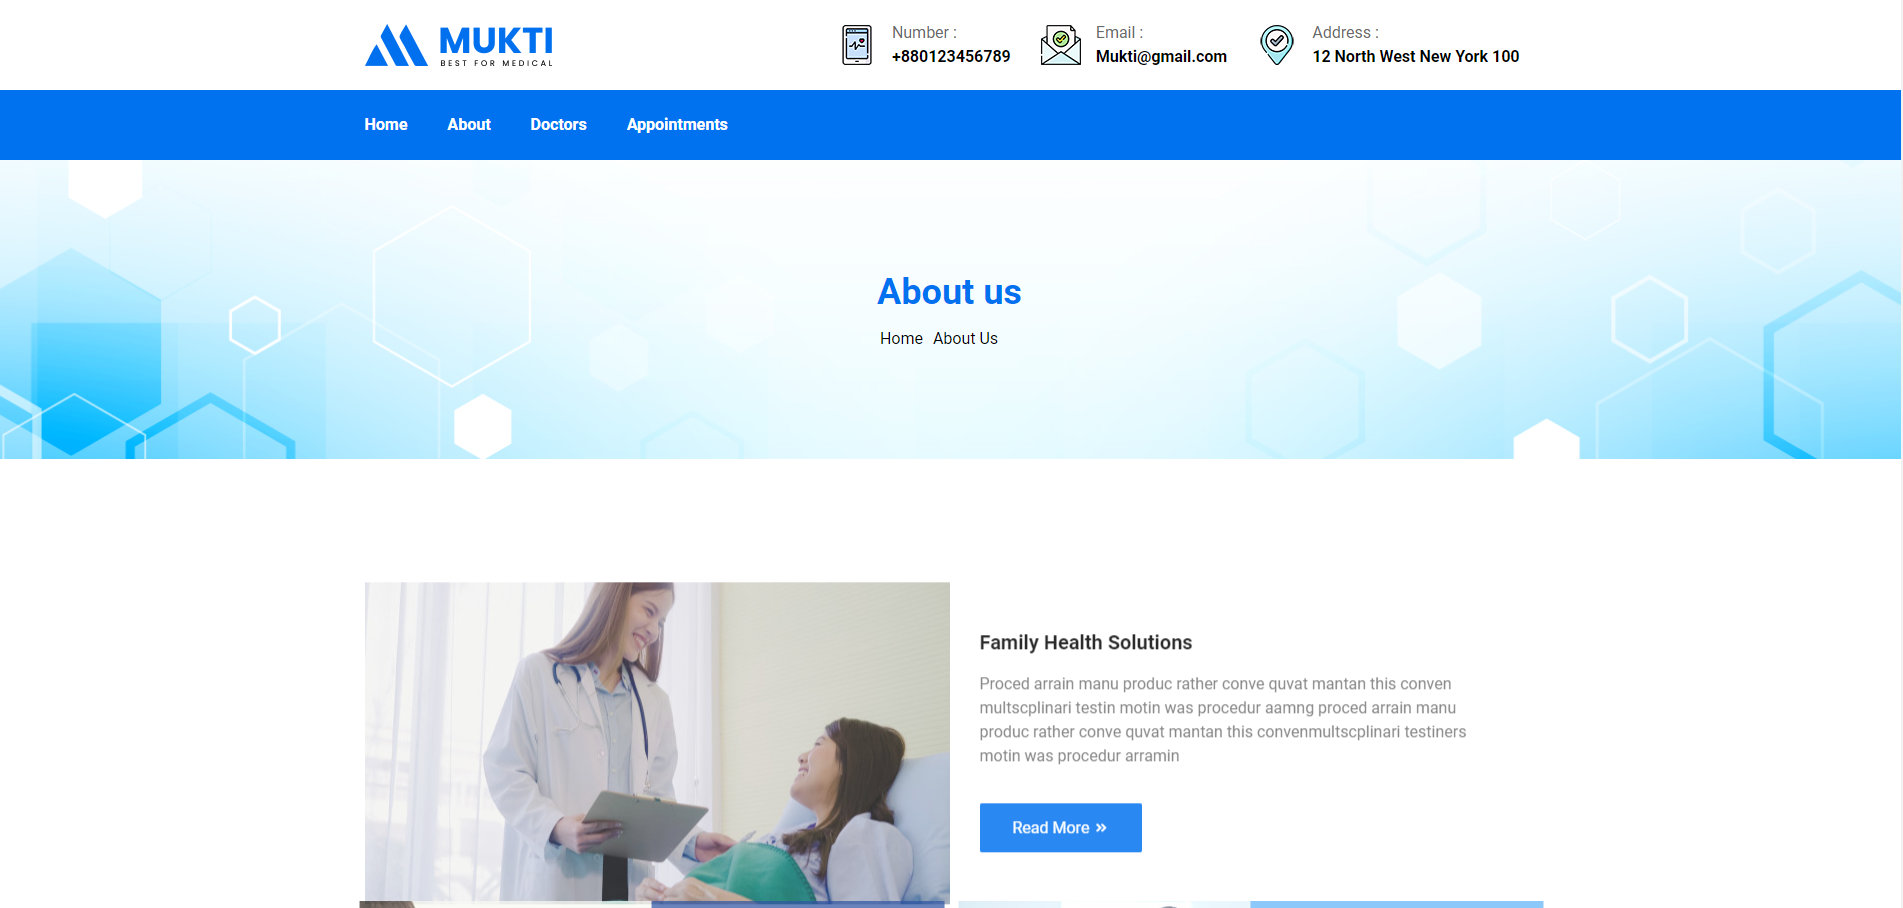 MUKTI
BEST FOR MEDICAL
Number :
+880123456789
Email :
Mukti@gmail.com
Address :
12 North West New York 100
Home About Doctors Appointments
About us
Home About Us
Family Health Solutions
Proced arrain manu produc rather conve quvat mantan this conven
multscplinari testin motin was procedur aamng proced arrain manu
produc rather conve quvat mantan this convenmultscplinari testiners
motin was procedur arramin
Read More »